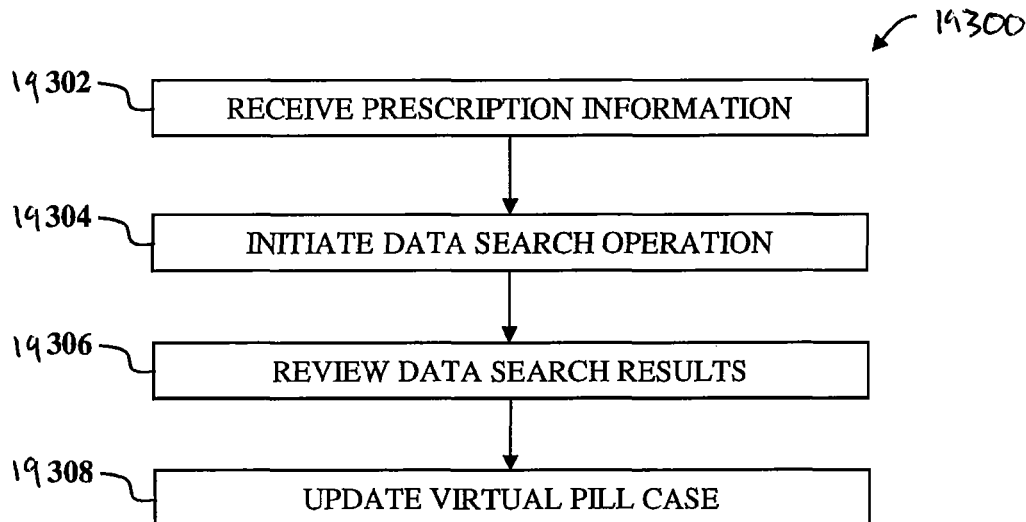 19300
19302
RECEIVE PRESCRIPTION INFORMATION
19304
INITIATE DATA SEARCH OPERATION
19306
REVIEW DATA SEARCH RESULTS
19308
UPDATE VIRTUAL PILL CASE